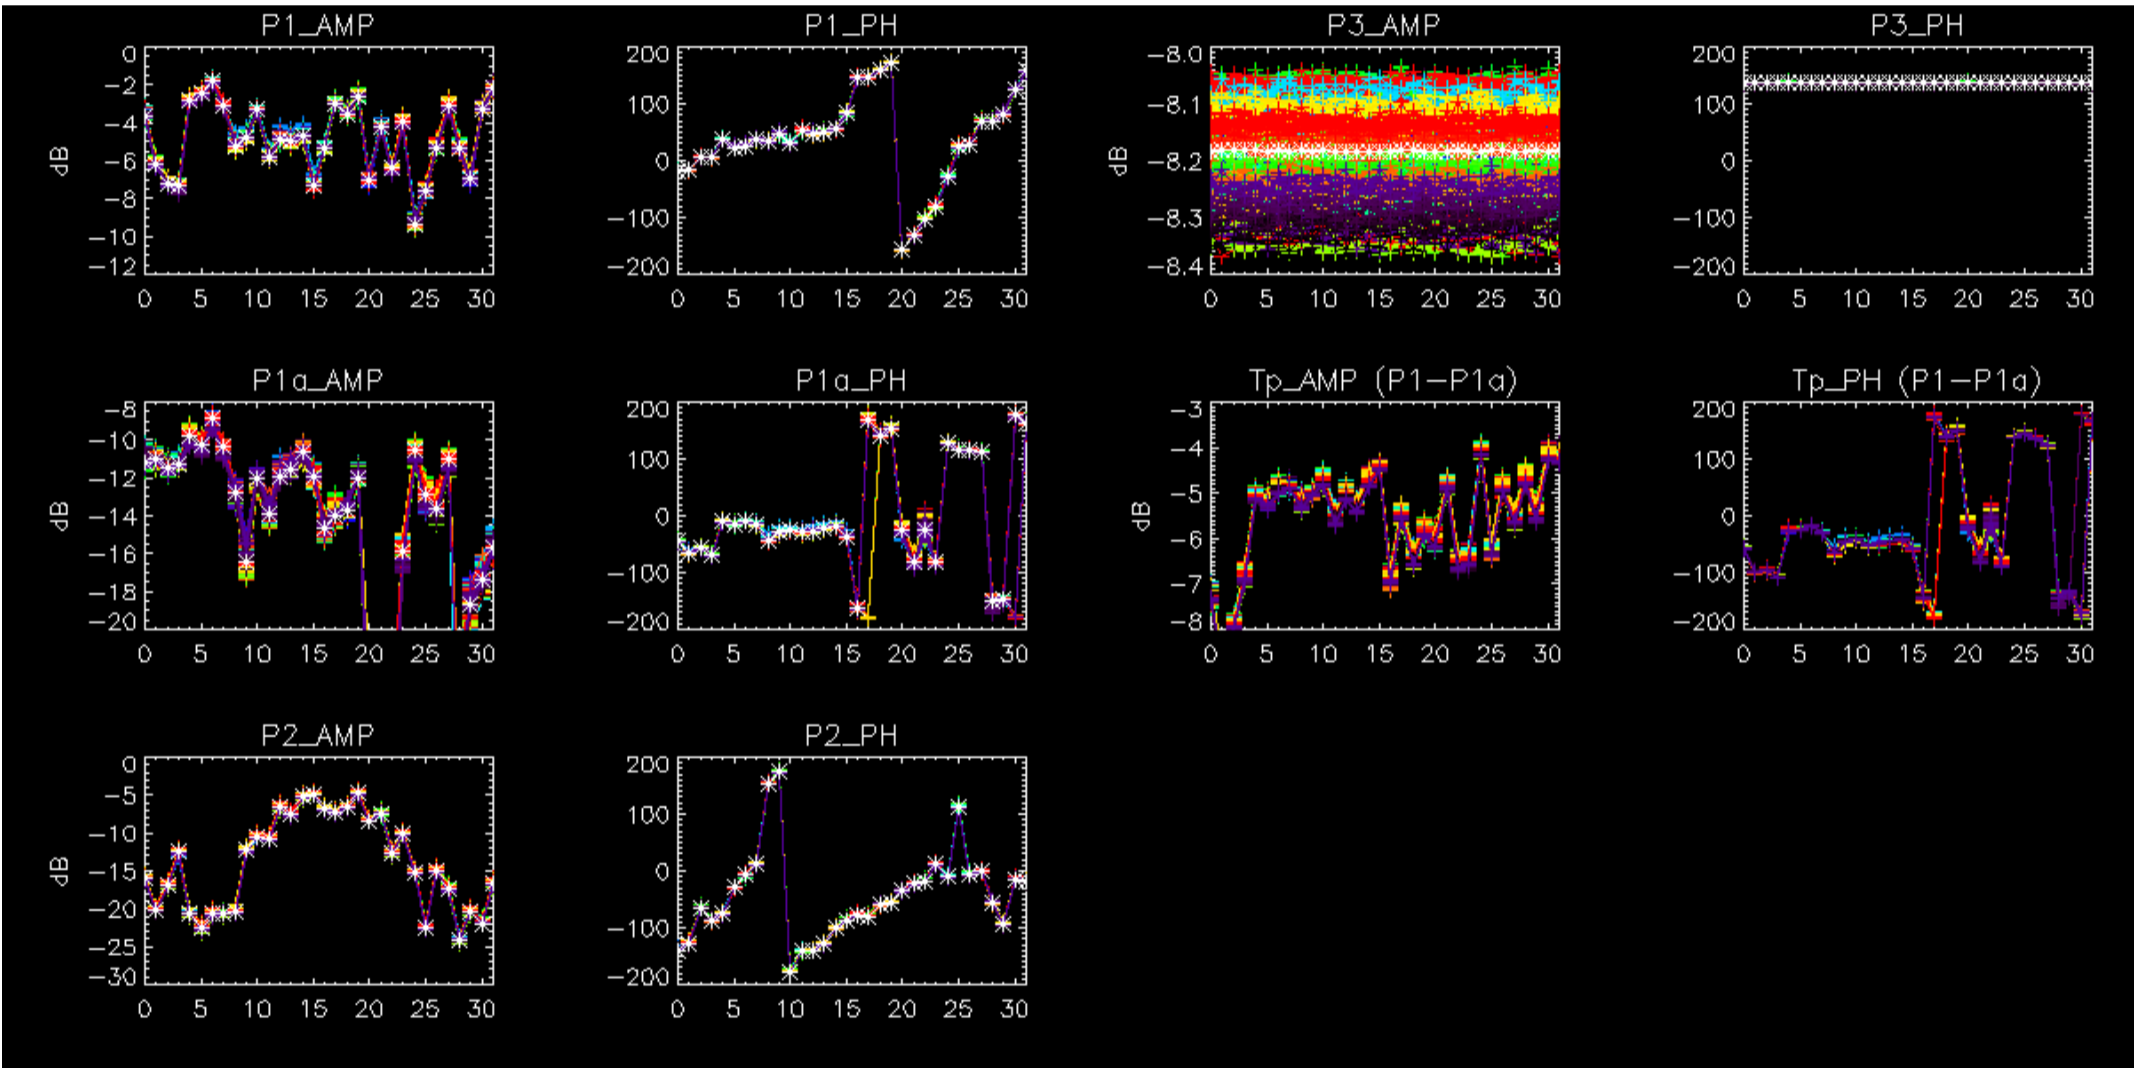 P1_AMP
P1_PH
P3_AMP
P3_PH
0
-2
-4
-6
-8
-10
-12
dB
0 5 10 15 20 25 30
200
100
0
-100
-200
0 5 10 15 20 25 30
-8.0
-8.1
-8.2
-8.3
-8.4
dB
0 5 10 15 20 25 30
200
100
0
-100
-200
0 5 10 15 20 25 30
P1a_AMP
P1a_PH
Tp_AMP (P1-P1a)
Tp_PH (P1-P1a)
-8
-10
-12
-14
-16
-18
-20
dB
0 5 10 15 20 25 30
200
100
0
-100
-200
0 5 10 15 20 25 30
-3
-4
-5
-6
-7
-8
dB
0 5 10 15 20 25 30
200
100
0
-100
-200
0 5 10 15 20 25 30
P2_AMP
P2_PH
0
-5
-10
-15
-20
-25
-30
dB
0 5 10 15 20 25 30
200
100
0
-100
-200
0 5 10 15 20 25 30